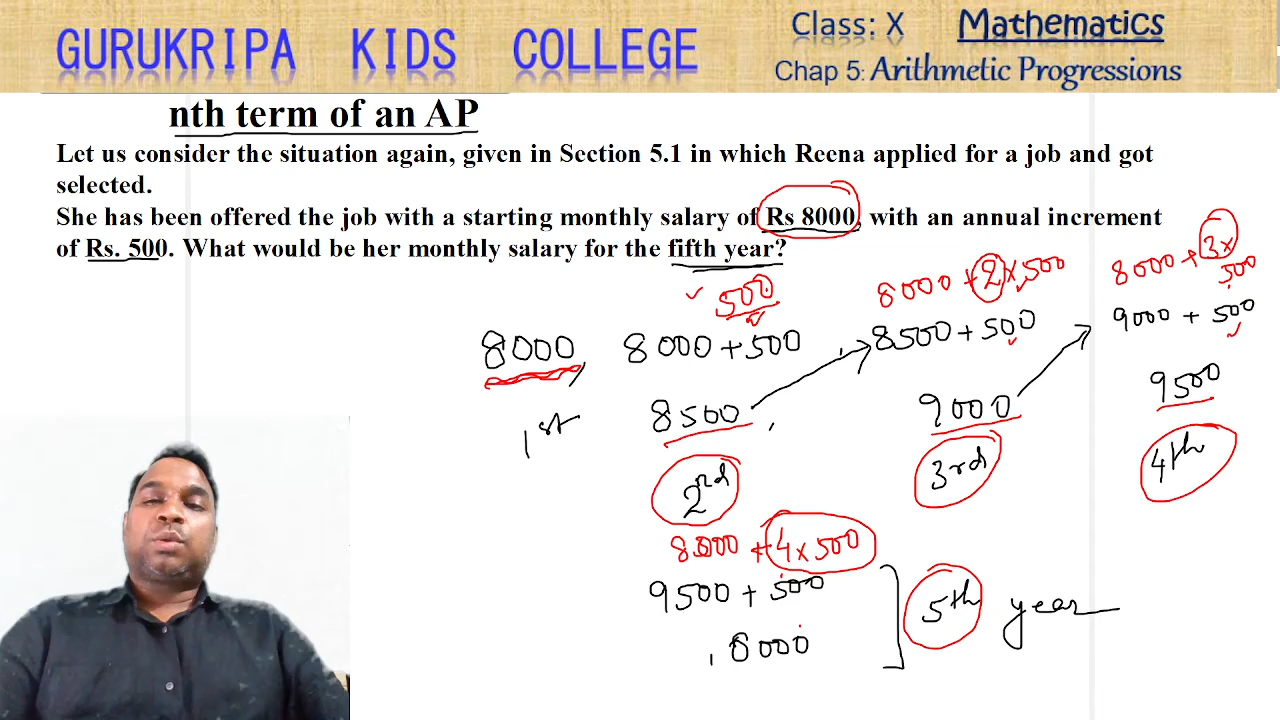 GURUKRIPA KIDS COLLEGE
Class: X Mathematics
Chap 5: Arithmetic Progressions
nth term of an AP
Let us consider the situation again, given in Section 5.1 in which Reena applied for a job and got
selected.
She has been offered the job with a starting monthly salary of Rs 8000, with an annual increment
of Rs. 500. What would be her monthly salary for the fifth year?
500 8000 + 2 × 500 8000 + 3 × 500
8000, 8000 + 500, 8500 + 500 9000 + 500
8500, 9000 9500
1st 2nd 3rd 4th
8000 + 4 × 500
9500 + 500
5th year